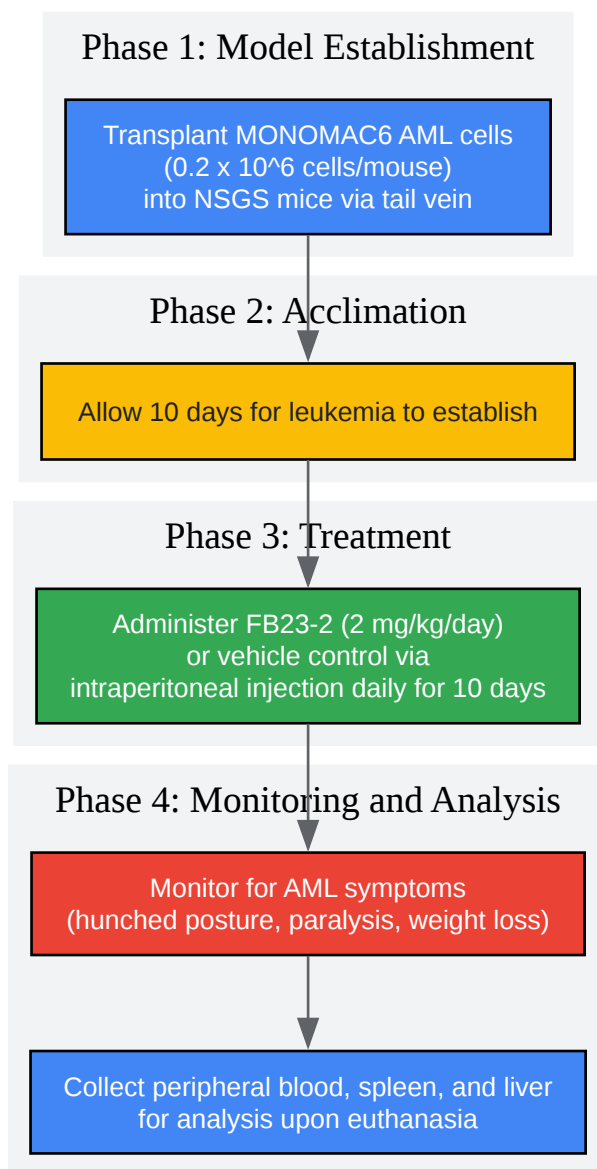 Phase 1: Model Establishment
Transplant MONOMAC6 AML cells
(0.2 x 10^6 cells/mouse)
into NSGS mice via tail vein
Phase 2: Acclimation
Allow 10 days for leukemia to establish
Phase 3: Treatment
Administer FB23-2 (2 mg/kg/day)
or vehicle control via
intraperitoneal injection daily for 10 days
Phase 4: Monitoring and Analysis
Monitor for AML symptoms
(hunched posture, paralysis, weight loss)
Collect peripheral blood, spleen, and liver
for analysis upon euthanasia